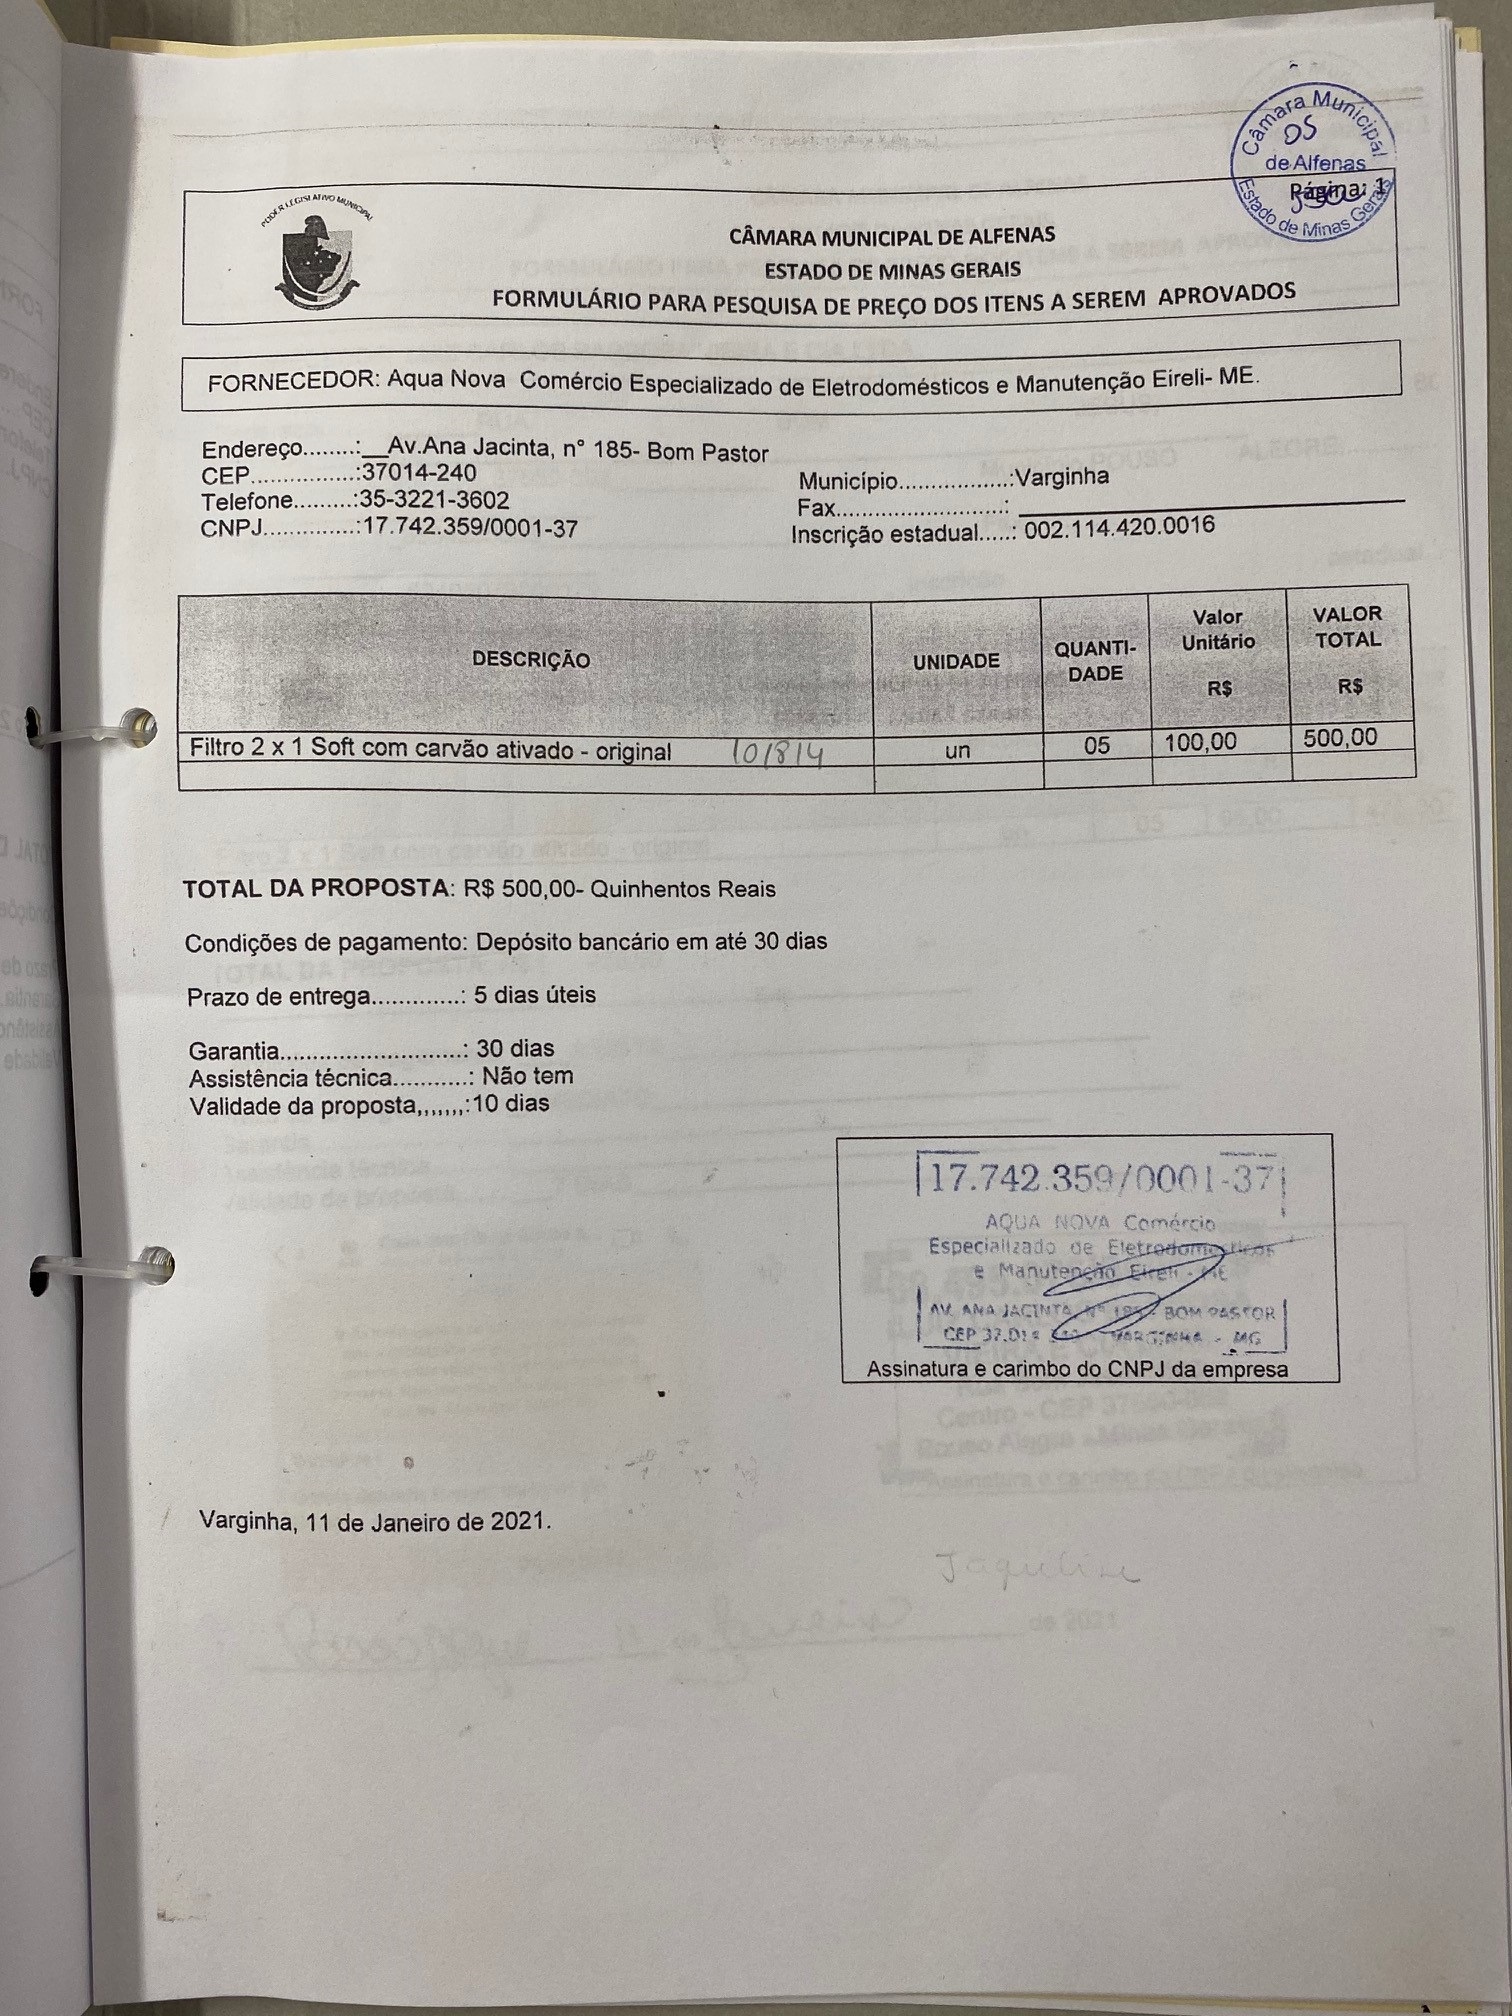 Câmara Municipal
05
de Alfenas
Página: 1
Estado de Minas Gerais
PODER LEGISLATIVO MUNICIPAL
CÂMARA MUNICIPAL DE ALFENAS
ESTADO DE MINAS GERAIS
FORMULÁRIO PARA PESQUISA DE PREÇO DOS ITENS A SEREM APROVADOS
FORNECEDOR: Aqua Nova Comércio Especializado de Eletrodomésticos e Manutenção Eireli- ME.
Endereço........:__Av.Ana Jacinta, n° 185- Bom Pastor
CEP................:37014-240
Município.................:Varginha
Telefone.........:35-3221-3602
Fax..........................:
CNPJ..............:17.742.359/0001-37
Inscrição estadual.....: 002.114.420.0016
DESCRIÇÃO UNIDADE QUANTI-DADE Valor Unitário R$ VALOR TOTAL R$
Filtro 2 x 1 Soft com carvão ativado - original 101814 un 05 100,00 500,00
TOTAL DA PROPOSTA: R$ 500,00- Quinhentos Reais
Condições de pagamento: Depósito bancário em até 30 dias
Prazo de entrega.............: 5 dias úteis
Garantia............................: 30 dias
Assistência técnica...........: Não tem
Validade da proposta,,,,,,,:10 dias
17.742.359/0001-37
AQUA NOVA Comércio
Especializado de Eletrodomésticos
e Manutenção Eireli - ME
AV. ANA JACINTA, Nº 185 - BOM PASTOR
CEP VARGINHA - MG
Assinatura e carimbo do CNPJ da empresa
Varginha, 11 de Janeiro de 2021.
Jaqueline